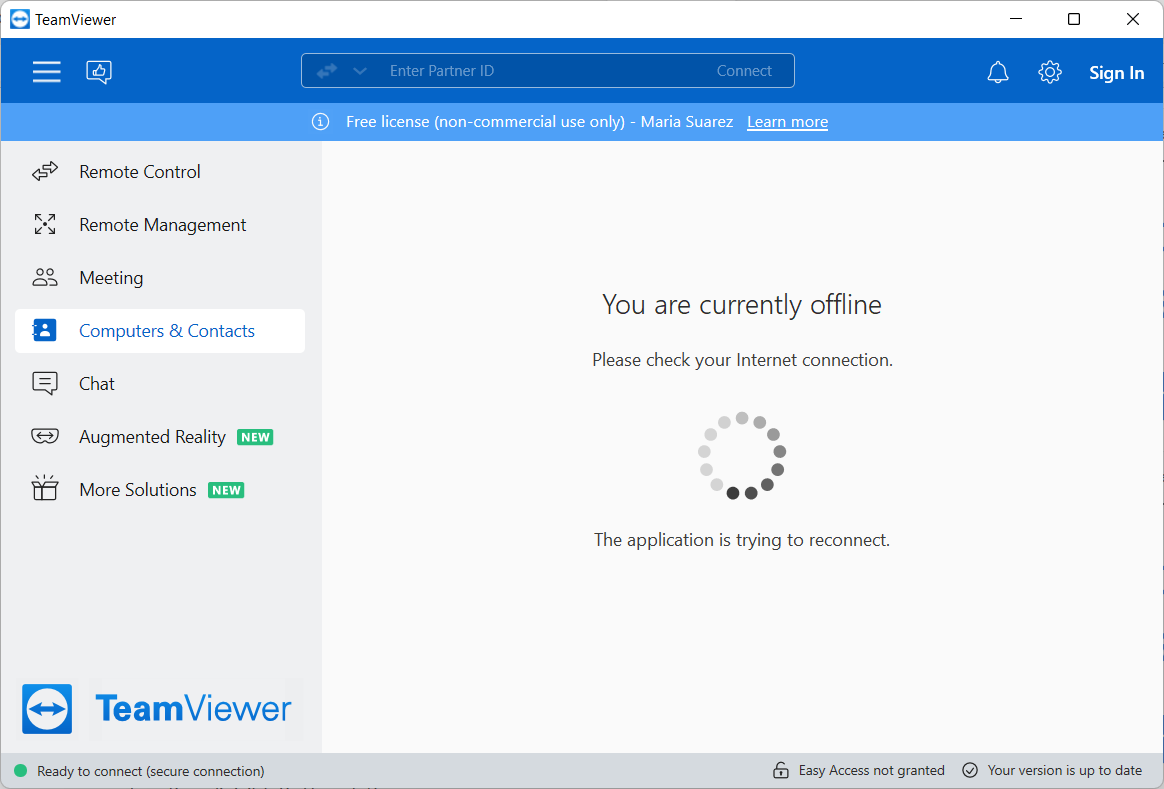 TeamViewer
Enter Partner ID
Connect
Sign In
Free license (non-commercial use only) - Maria Suarez Learn more
Remote Control
Remote Management
Meeting
Computers & Contacts
Chat
Augmented Reality NEW
More Solutions NEW
You are currently offline
Please check your Internet connection.
The application is trying to reconnect.
TeamViewer
Ready to connect (secure connection)
Easy Access not granted
Your version is up to date